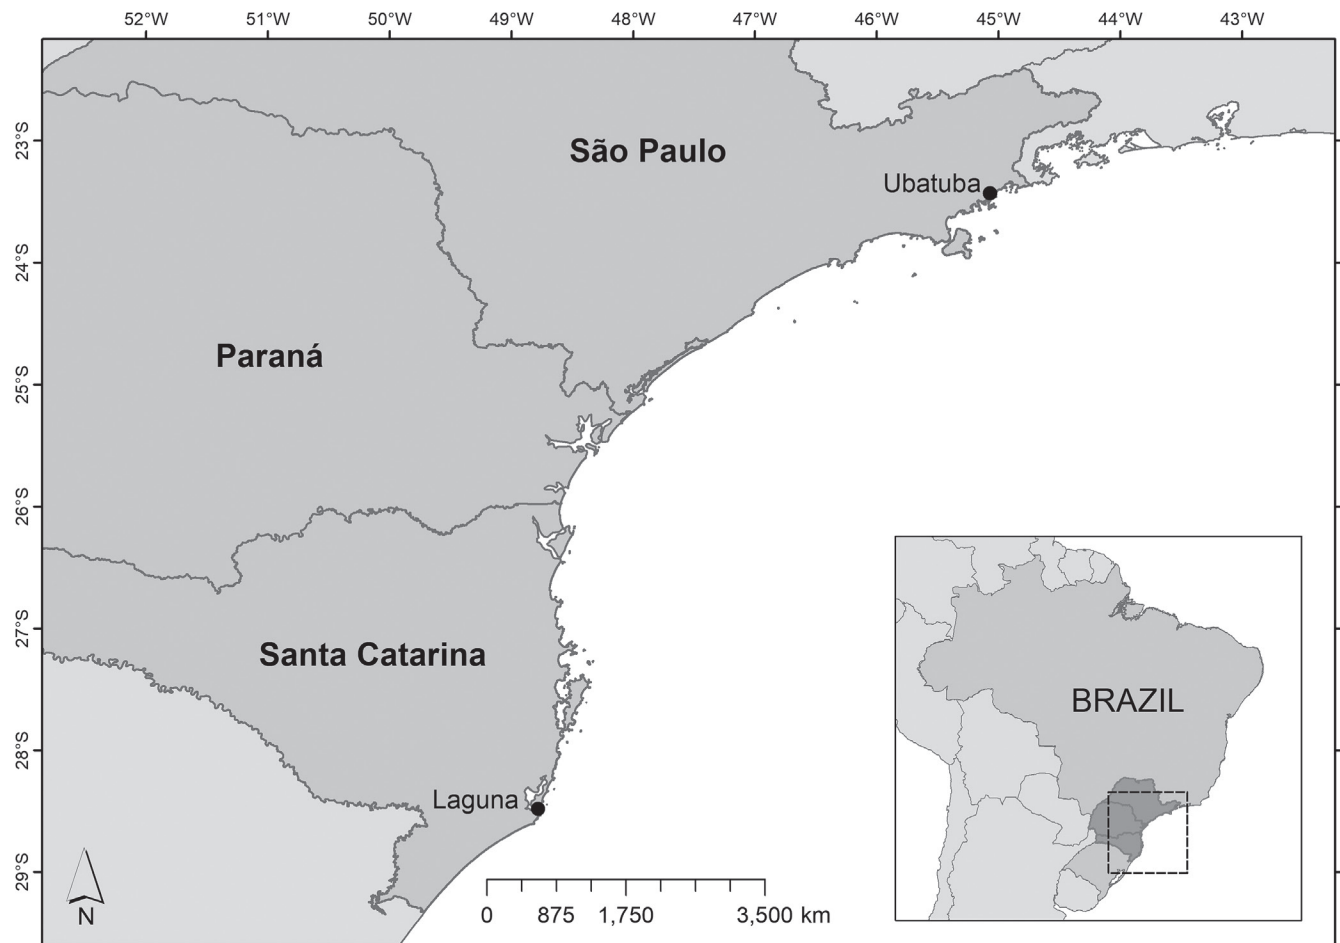 52°W 51°W 50°W 49°W 48°W 47°W 46°W 45°W 44°W 43°W
23°S
São Paulo
Ubatuba
24°S
Paraná
25°S
26°S
27°S
Santa Catarina
BRAZIL
28°S
Laguna
29°S
N
0 875 1,750 3,500 km